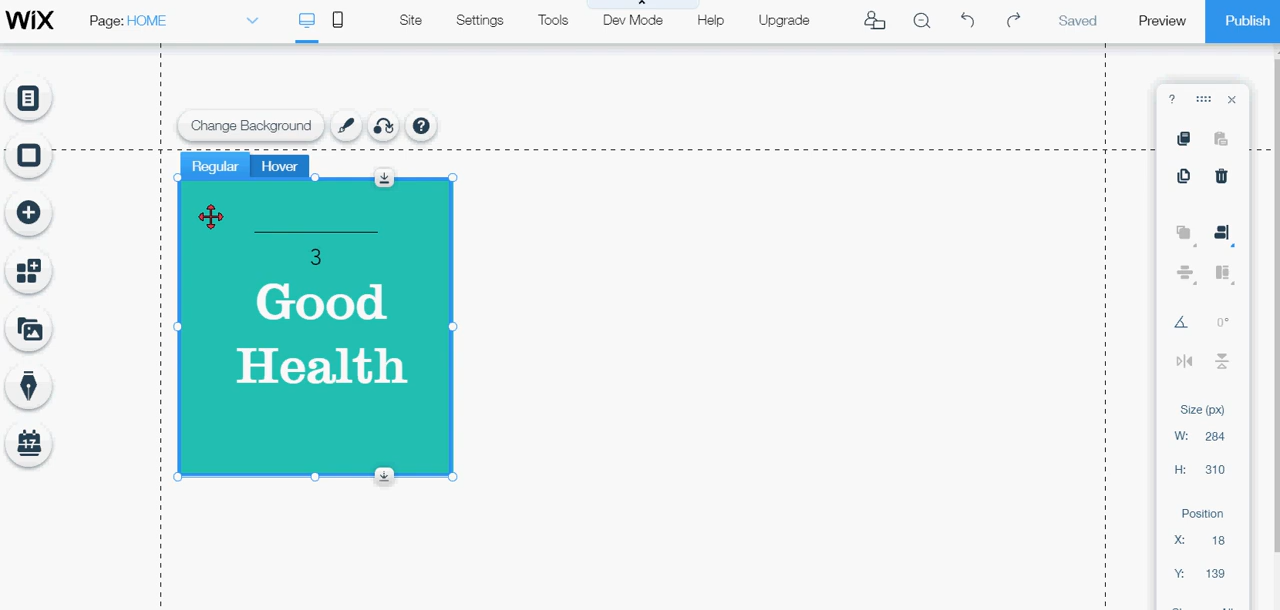 WiX Page: HOME Site Settings Tools Dev Mode Help Upgrade Saved Preview Publish
?
Change Background ?
Regular Hover
3
Good
Health
17
0°
Size (px)
W: 284
H: 310
Position
X: 18
Y: 139